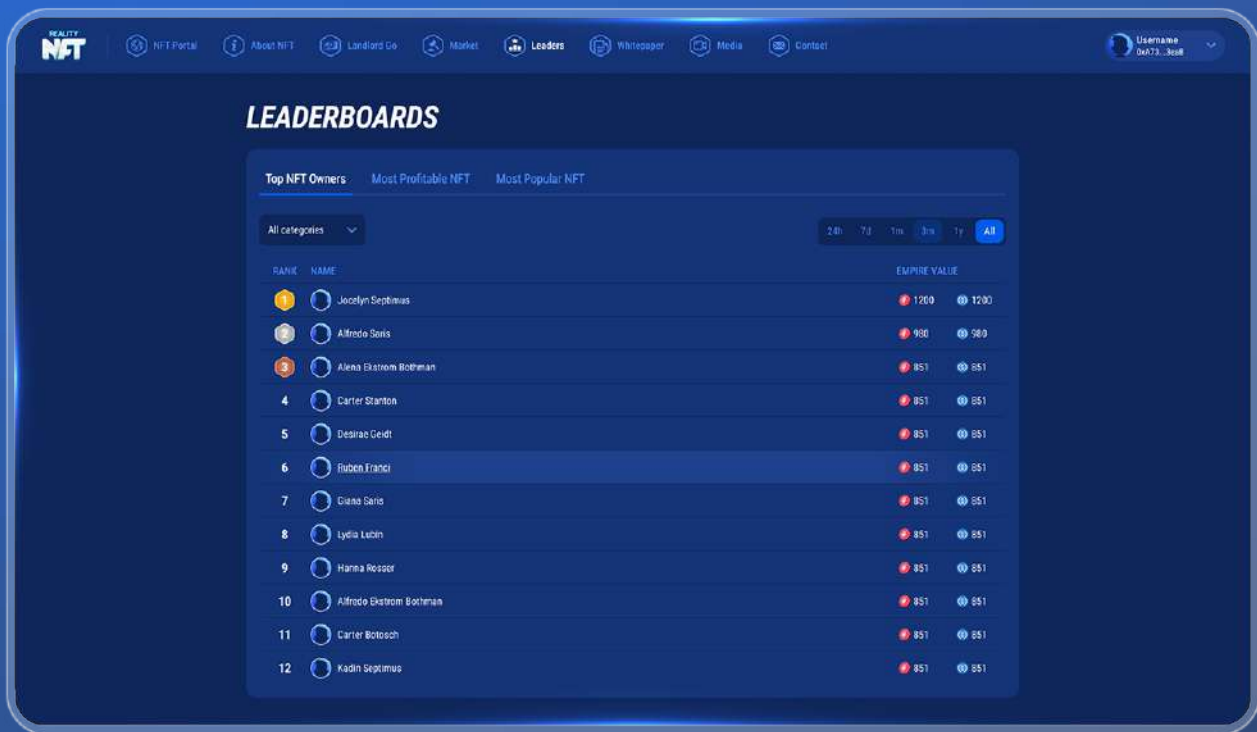 REALITY
NFT
NFT Portal
About NFT
Landlord Go
Market
Leaders
Whitepaper
Media
Contact
Username
0xA73...3ea8
LEADERBOARDS
Top NFT Owners Most Profitable NFT Most Popular NFT
All categories
24h 7d 1m 3m 1y All
RANK NAME EMPIRE VALUE
1 Jocelyn Septimus 1200 1200
2 Alfredo Saris 980 980
3 Alena Ekstrom Bothman 851 851
4 Carter Stanton 851 851
5 Desirae Geidt 851 851
6 Ruben Franci 851 851
7 Giana Saris 851 851
8 Lydia Lubin 851 851
9 Hanna Rosser 851 851
10 Alfredo Ekstrom Bothman 851 851
11 Carter Botosch 851 851
12 Kadin Septimus 851 851